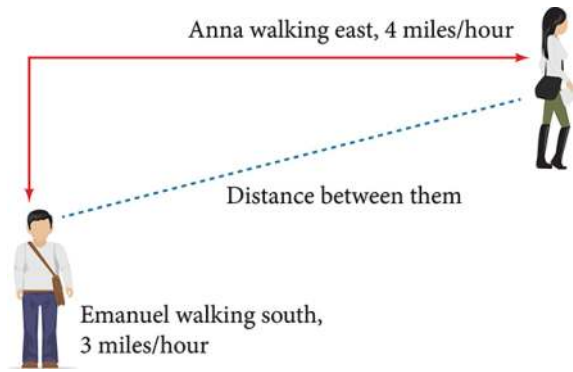 Anna walking east, 4 miles/hour
Distance between them
Emanuel walking south,
3 miles/hour